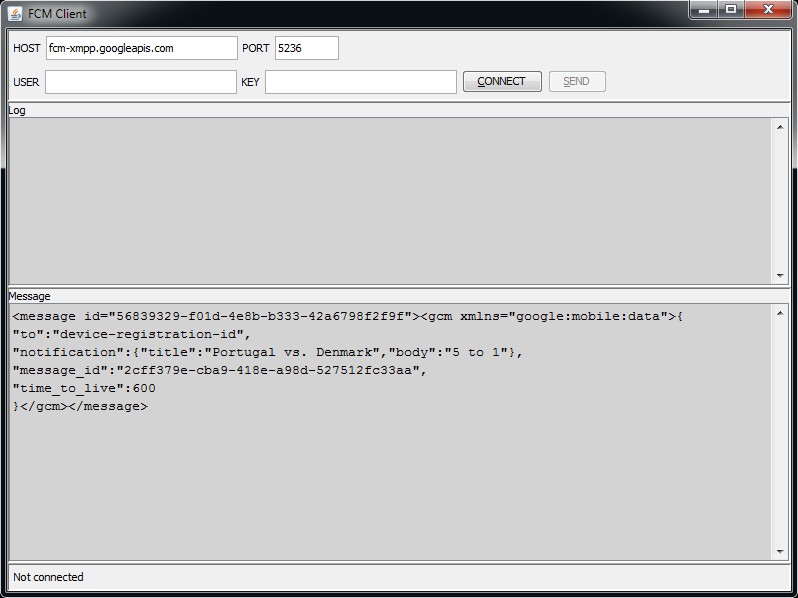 FCM Client
HOST fcm-xmpp.googleapis.com PORT 5236
USER KEY CONNECT SEND
Log
Message
<message id="56839329-f01d-4e8b-b333-42a6798f2f9f"><gcm xmlns="google:mobile:data">{
"to":"device-registration-id",
"notification":{"title":"Portugal vs. Denmark","body":"5 to 1"},
"message_id":"2cff379e-cba9-418e-a98d-527512fc33aa",
"time_to_live":600
}</gcm></message>
Not connected